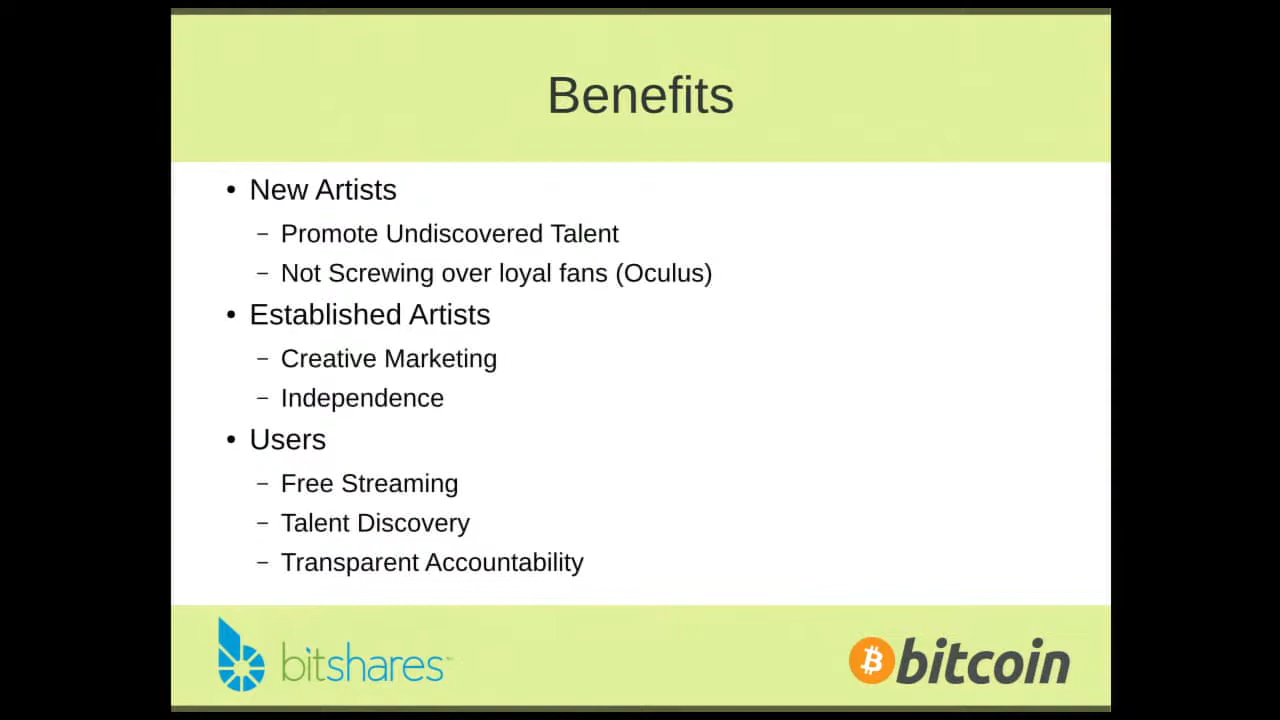 Benefits
• New Artists
– Promote Undiscovered Talent
– Not Screwing over loyal fans (Oculus)
• Established Artists
– Creative Marketing
– Independence
• Users
– Free Streaming
– Talent Discovery
– Transparent Accountability
bitshares™
bitcoin